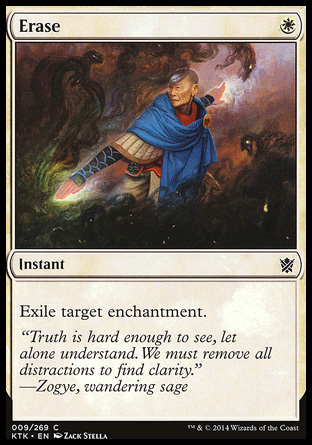 Erase
Instant
Exile target enchantment.
“Truth is hard enough to see, let
alone understand. We must remove all
distractions to find clarity.”
—Zogye, wandering sage
009/269 C
KTK • EN Zack Stella
™ & © 2014 Wizards of the Coast